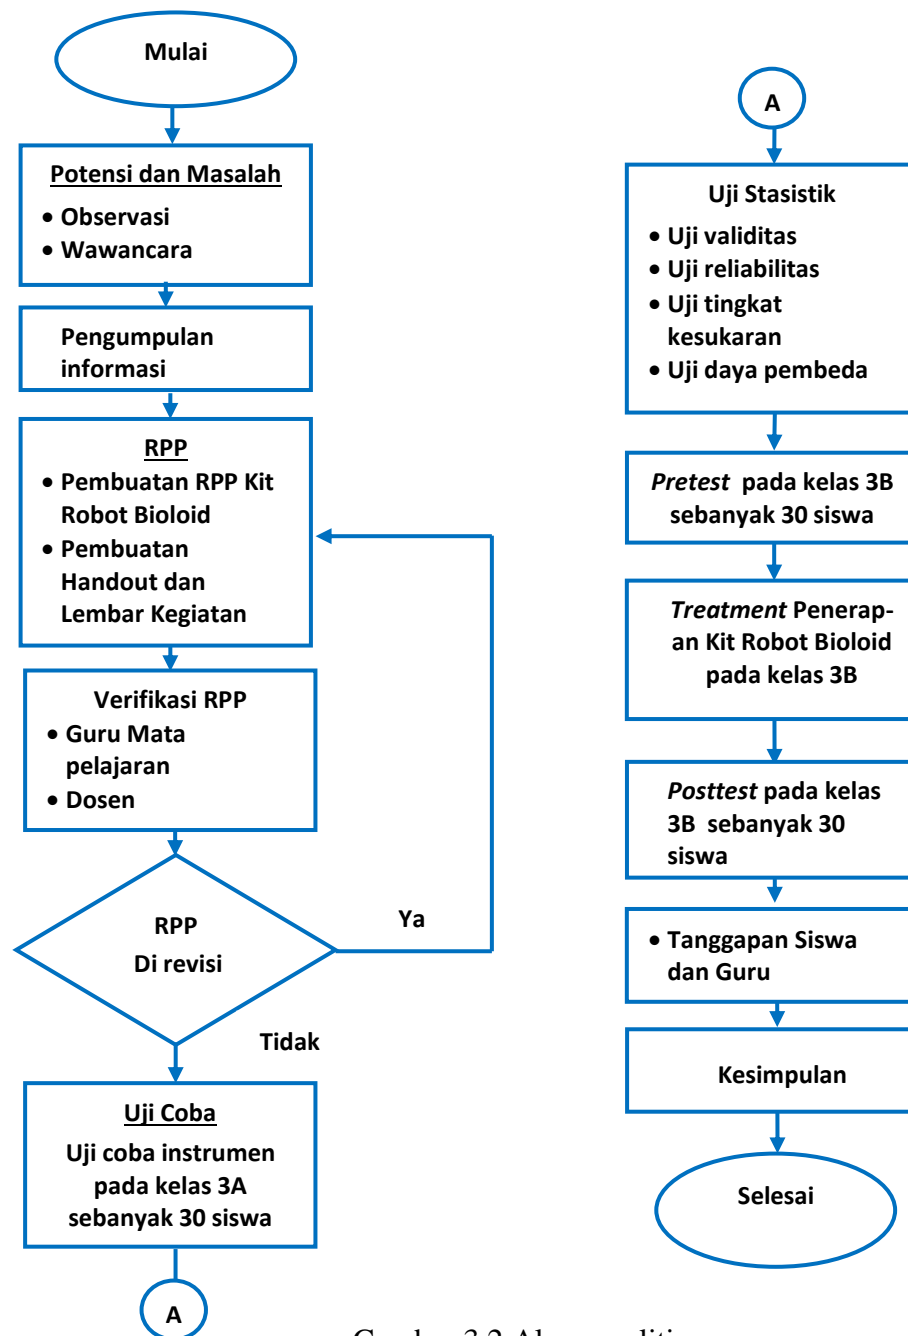 Mulai
Potensi dan Masalah
• Observasi
• Wawancara
Pengumpulan
informasi
RPP
• Pembuatan RPP Kit
Robot Bioloid
• Pembuatan
Handout dan
Lembar Kegiatan
Verifikasi RPP
• Guru Mata
pelajaran
• Dosen
RPP
Di revisi
Ya
Tidak
Uji Coba
Uji coba instrumen
pada kelas 3A
sebanyak 30 siswa
A
A
Uji Stasistik
• Uji validitas
• Uji reliabilitas
• Uji tingkat
kesukaran
• Uji daya pembeda
Pretest pada kelas 3B
sebanyak 30 siswa
Treatment Penerap-
an Kit Robot Bioloid
pada kelas 3B
Posttest pada kelas
3B sebanyak 30
siswa
• Tanggapan Siswa
dan Guru
Kesimpulan
Selesai
Gambar 3.2 Alur